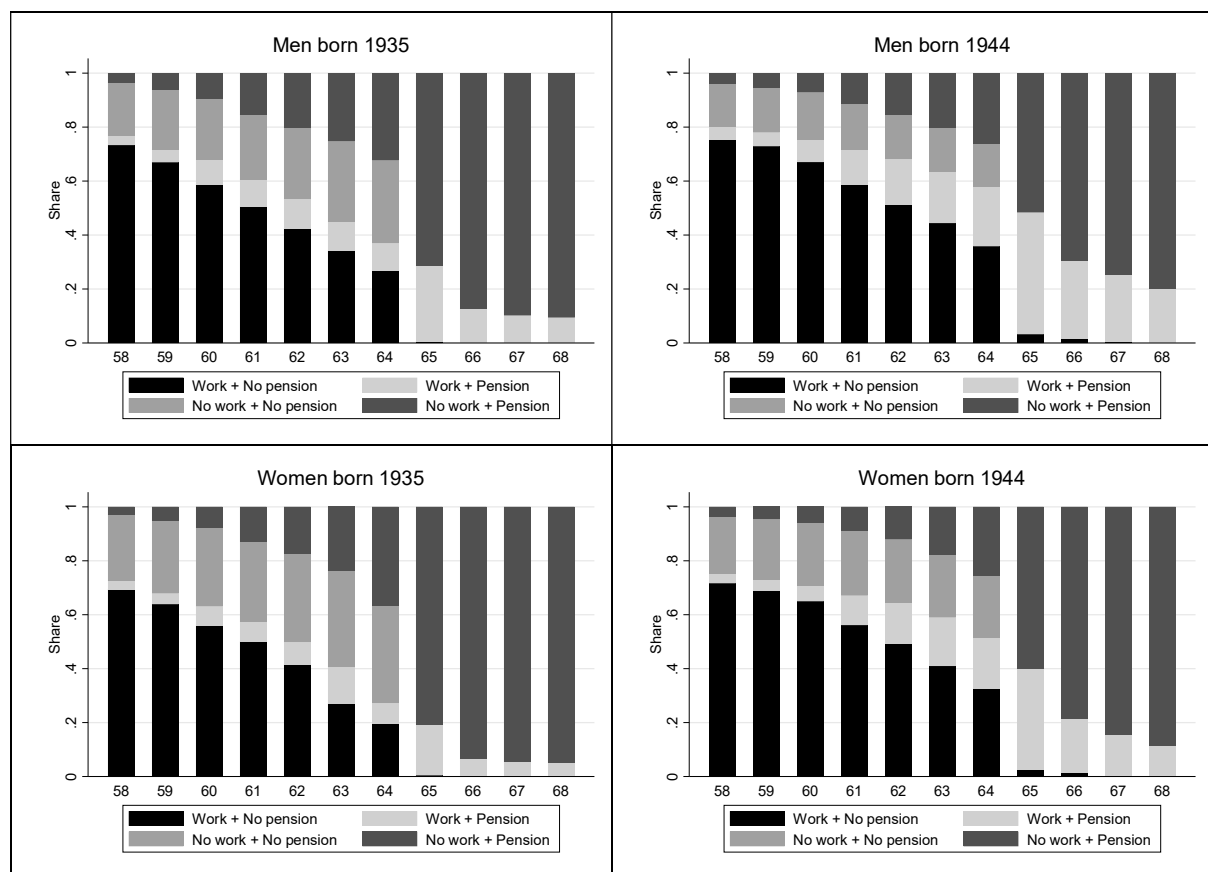 Men born 1935
Share
1
.8
.6
.4
.2
0
58 59 60 61 62 63 64 65 66 67 68
Work + No pension Work + Pension
No work + No pension No work + Pension
Men born 1944
Share
1
.8
.6
.4
.2
0
58 59 60 61 62 63 64 65 66 67 68
Work + No pension Work + Pension
No work + No pension No work + Pension
Women born 1935
Share
1
.8
.6
.4
.2
0
58 59 60 61 62 63 64 65 66 67 68
Work + No pension Work + Pension
No work + No pension No work + Pension
Women born 1944
Share
1
.8
.6
.4
.2
0
58 59 60 61 62 63 64 65 66 67 68
Work + No pension Work + Pension
No work + No pension No work + Pension